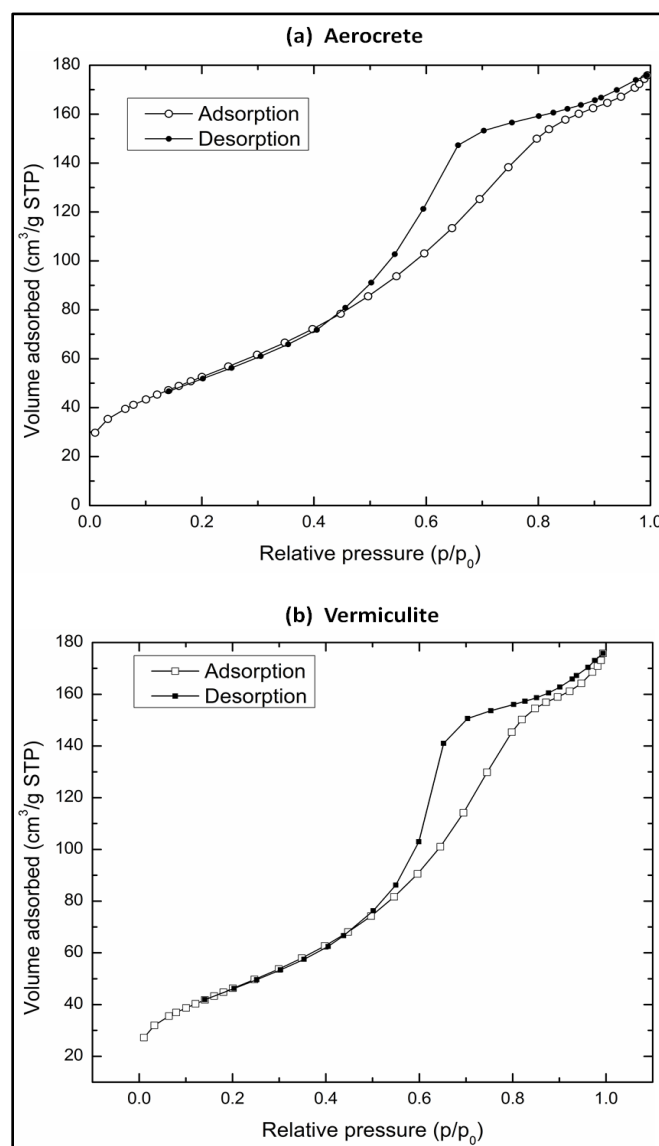 (a) Aerocrete
180
160
140
120
100
80
60
40
20
0
Volume adsorbed (cm³/g STP)
Adsorption
Desorption
0.0 0.2 0.4 0.6 0.8 1.0
Relative pressure (p/p₀)
(b) Vermiculite
180
160
140
120
100
80
60
40
20
Volume adsorbed (cm³/g STP)
Adsorption
Desorption
0.0 0.2 0.4 0.6 0.8 1.0
Relative pressure (p/p₀)